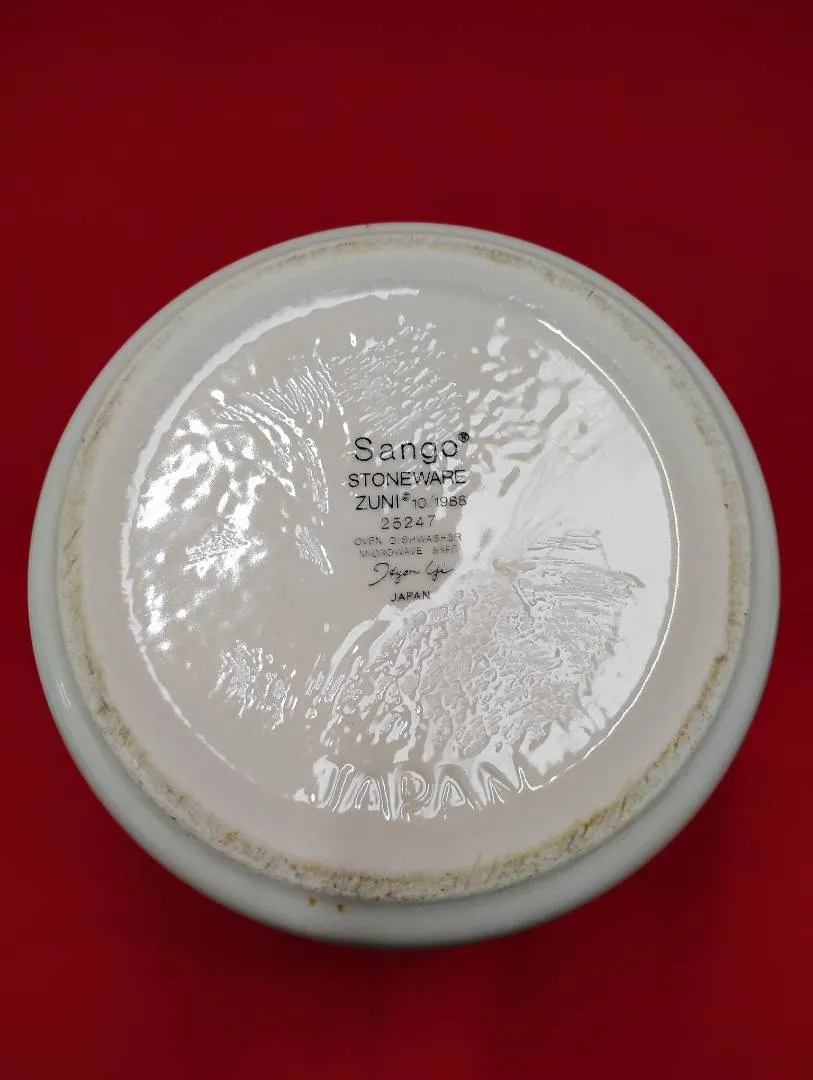 Sango®
STONEWARE
ZUNI© 10/1986
25247
OVEN DISHWASHER
MICROWAVE SAFE
JAPAN
JAPAN